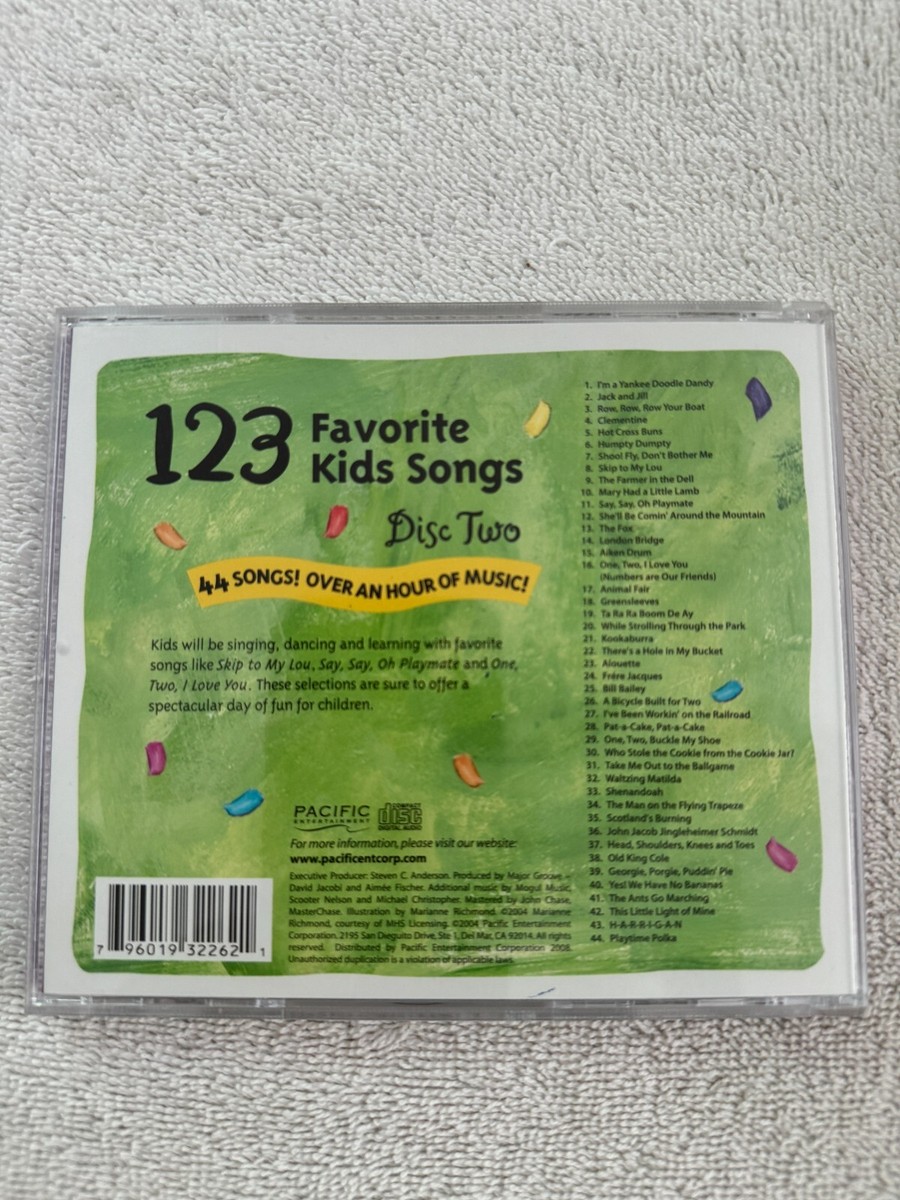 123 Favorite
Kids Songs
Disc Two
44 SONGS! OVER AN HOUR OF MUSIC!
Kids will be singing, dancing and learning with favorite
songs like Skip to My Lou, Say, Say, Oh Playmate and One,
Two, I Love You. These selections are sure to offer a
spectacular day of fun for children.
PACIFIC
ENTERTAINMENT
COMPACT
disc
DIGITAL AUDIO
For more information, please visit our website:
www.pacificentcorp.com
Executive Producer: Steven C. Anderson. Produced by Major Groove –
David Jacobi and Aimée Fischer. Additional music by Mogul Music,
Scooter Nelson and Michael Christopher. Mastered by John Chase,
MasterChase. Illustration by Marianne Richmond. ©2004 Marianne
Richmond, courtesy of MHS Licensing. ©2004 Pacific Entertainment
Corporation. 2195 San Dieguito Drive, Ste 1, Del Mar, CA 92014. All rights
reserved. Distributed by Pacific Entertainment Corporation 2008.
Unauthorized duplication is a violation of applicable laws.
7 96019 32262 1
1. I'm a Yankee Doodle Dandy
2. Jack and Jill
3. Row, Row, Row Your Boat
4. Clementine
5. Hot Cross Buns
6. Humpty Dumpty
7. Shoo! Fly, Don't Bother Me
8. Skip to My Lou
9. The Farmer in the Dell
10. Mary Had a Little Lamb
11. Say, Say, Oh Playmate
12. She'll Be Comin' Around the Mountain
13. The Fox
14. London Bridge
15. Aiken Drum
16. One, Two, I Love You
(Numbers are Our Friends)
17. Animal Fair
18. Greensleeves
19. Ta Ra Ra Boom De Ay
20. While Strolling Through the Park
21. Kookaburra
22. There's a Hole in My Bucket
23. Alouette
24. Frére Jacques
25. Bill Bailey
26. A Bicycle Built for Two
27. I've Been Workin' on the Railroad
28. Pat-a-Cake, Pat-a-Cake
29. One, Two, Buckle My Shoe
30. Who Stole the Cookie from the Cookie Jar?
31. Take Me Out to the Ballgame
32. Waltzing Matilda
33. Shenandoah
34. The Man on the Flying Trapeze
35. Scotland's Burning
36. John Jacob Jingleheimer Schmidt
37. Head, Shoulders, Knees and Toes
38. Old King Cole
39. Georgie, Porgie, Puddin' Pie
40. Yes! We Have No Bananas
41. The Ants Go Marching
42. This Little Light of Mine
43. H-A-R-R-I-G-A-N
44. Playtime Polka